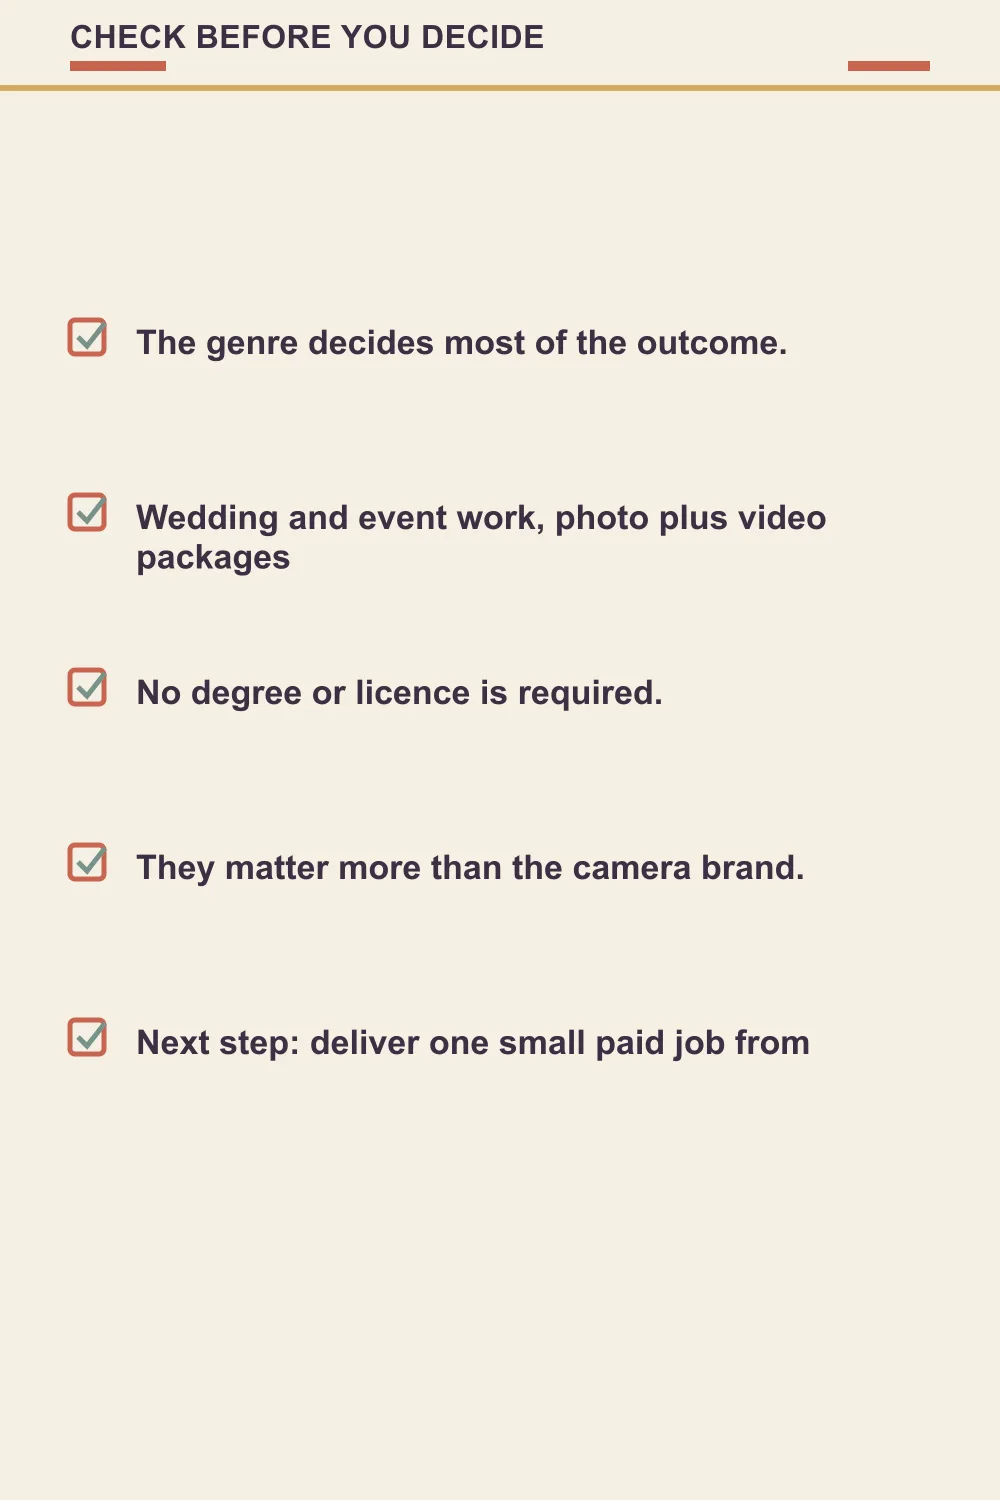 CHECK BEFORE YOU DECIDE
The genre decides most of the outcome.
Wedding and event work, photo plus video
packages
No degree or licence is required.
They matter more than the camera brand.
Next step: deliver one small paid job from